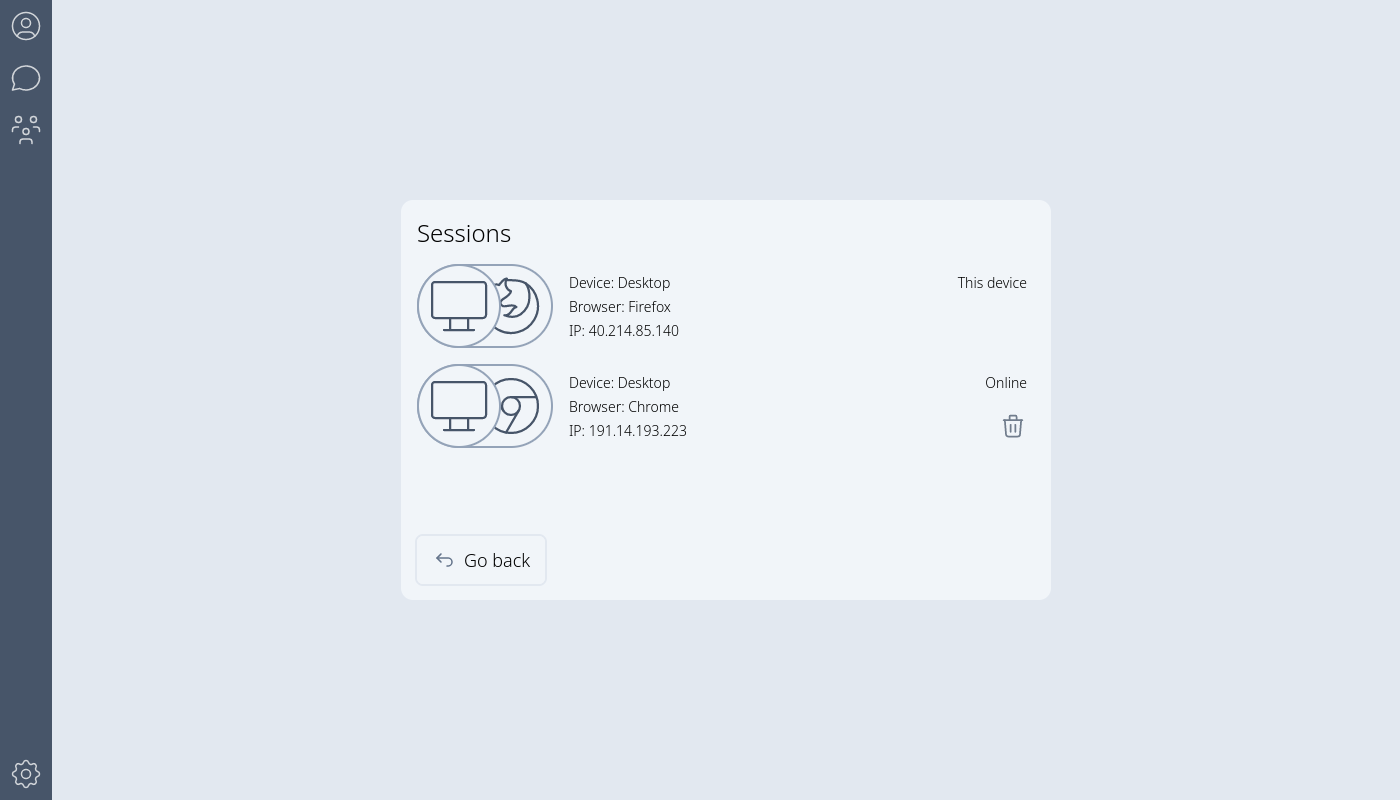 Sessions
Device: Desktop
This device
Browser: Firefox
IP: 40.214.85.140
Device: Desktop
Online
Browser: Chrome
IP: 191.14.193.223
Go back